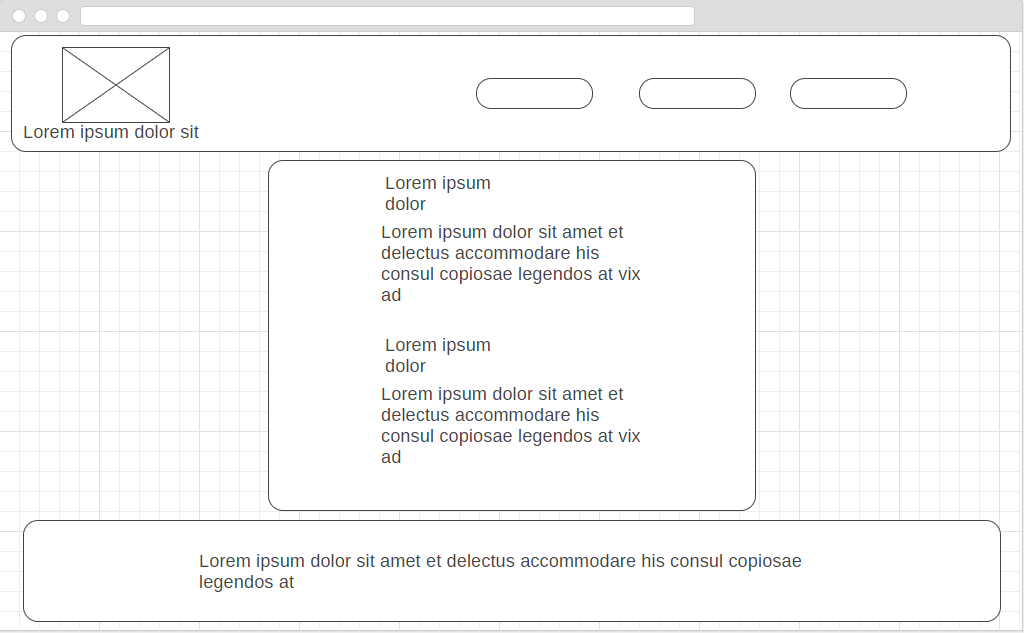 Lorem ipsum dolor sit
Lorem ipsum
dolor
Lorem ipsum dolor sit amet et
delectus accommodare his
consul copiosae legendos at vix
ad
Lorem ipsum
dolor
Lorem ipsum dolor sit amet et
delectus accommodare his
consul copiosae legendos at vix
ad
Lorem ipsum dolor sit amet et delectus accommodare his consul copiosae
legendos at